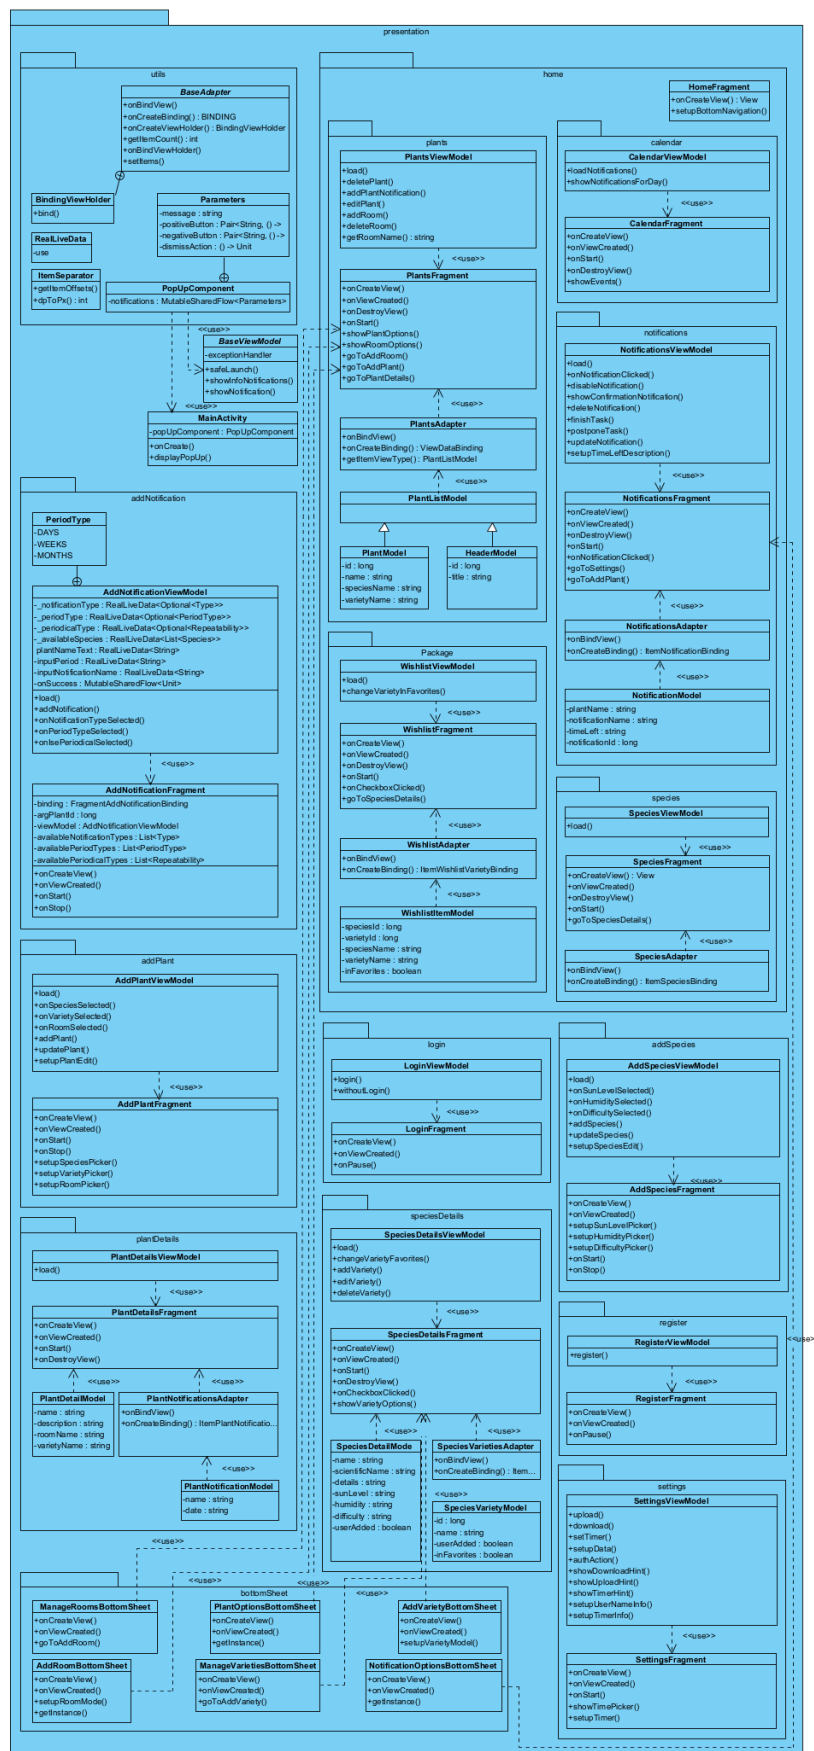 presentation
utils
BaseAdapter
+onBindView()
+onCreateBinding() : BINDING
+onCreateViewHolder() : BindingViewHolder
+getItemCount() : int
+onBindViewHolder()
+setItems()
BindingViewHolder
+bind()
Parameters
-message : string
-positiveButton : Pair<String, () ->
-negativeButton : Pair<String, () ->
-dismissAction : () -> Unit
RealLiveData
-use
ItemSeparator
+getItemOffsets()
+dpToPx() : int
PopUpComponent
-notifications : MutableSharedFlow<Parameters>
<<use>>
BaseViewModel
-exceptionHandler
+safeLaunch()
+showInfoNotifications()
+showNotification()
<<use>>
MainActivity
-popUpComponent : PopUpComponent
+onCreate()
+displayPopUp()
home
HomeFragment
+onCreateView() : View
+setupBottomNavigation()
plants
PlantsViewModel
+load()
+deletePlant()
+addPlantNotification()
+editPlant()
+addRoom()
+deleteRoom()
+getRoomName() : string
<<use>>
PlantsFragment
+onCreateView()
+onViewCreated()
+onDestroyView()
+onStart()
+showPlantOptions()
+showRoomOptions()
+goToAddRoom()
+goToAddPlant()
+goToPlantDetails()
<<use>>
PlantsAdapter
+onBindView()
+onCreateBinding() : ViewDataBinding
+getItemViewType() : PlantListModel
<<use>>
PlantListModel
PlantModel
-id : long
-name : string
-speciesName : string
-varietyName : string
HeaderModel
-id : long
-title : string
calendar
CalendarViewModel
+loadNotifications()
+showNotificationsForDay()
<<use>>
CalendarFragment
+onCreateView()
+onViewCreated()
+onStart()
+onDestroyView()
+showEvents()
notifications
NotificationsViewModel
+load()
+onNotificationClicked()
+disableNotification()
+showConfirmationNotification()
+deleteNotification()
+finishTask()
+postponeTask()
+updateNotification()
+setupTimeLeftDescription()
<<use>>
NotificationsFragment
+onCreateView()
+onViewCreated()
+onDestroyView()
+onStart()
+onNotificationClicked()
+goToSettings()
+goToAddPlant()
<<use>>
NotificationsAdapter
+onBindView()
+onCreateBinding() : ItemNotificationBinding
<<use>>
NotificationModel
-plantName : string
-notificationName : string
-timeLeft : string
-notificationId : long
Package
WishlistViewModel
+load()
+changeVarietyInFavorites()
<<use>>
WishlistFragment
+onCreateView()
+onViewCreated()
+onDestroyView()
+onStart()
+onCheckboxClicked()
+goToSpeciesDetails()
<<use>>
WishlistAdapter
+onBindView()
+onCreateBinding() : ItemWishlistVarietyBinding
<<use>>
WishlistItemModel
-speciesId : long
-varietyId : long
-speciesName : string
-varietyName : string
-inFavorites : boolean
species
SpeciesViewModel
+load()
<<use>>
SpeciesFragment
+onCreateView() : View
+onViewCreated()
+onDestroyView()
+onStart()
+goToSpeciesDetails()
<<use>>
SpeciesAdapter
+onBindView()
+onCreateBinding() : ItemSpeciesBinding
addNotification
PeriodType
-DAYS
-WEEKS
-MONTHS
AddNotificationViewModel
-_notificationType : RealLiveData<Optional<Type>>
-_periodType : RealLiveData<Optional<PeriodType>>
-_periodicalType : RealLiveData<Optional<Repeatability>>
-_availableSpecies : RealLiveData<List<Species>>
plantNameText : RealLiveData<String>
-inputPeriod : RealLiveData<String>
-inputNotificationName : RealLiveData<String>
-onSuccess : MutableSharedFlow<Unit>
+load()
+addNotification()
+onNotificationTypeSelected()
+onPeriodTypeSelected()
+onIsePeriodicalSelected()
<<use>>
AddNotificationFragment
-binding : FragmentAddNotificationBinding
-argPlantId : long
-viewModel : AddNotificationViewModel
-availableNotificationTypes : List<Type>
-availablePeriodTypes : List<PeriodType>
-availablePeriodicalTypes : List<Repeatability>
+onCreateView()
+onViewCreated()
+onStart()
+onStop()
addPlant
AddPlantViewModel
+load()
+onSpeciesSelected()
+onVarietySelected()
+onRoomSelected()
+addPlant()
+updatePlant()
+setupPlantEdit()
<<use>>
AddPlantFragment
+onCreateView()
+onViewCreated()
+onStart()
+onStop()
+setupSpeciesPicker()
+setupVarietyPicker()
+setupRoomPicker()
login
LoginViewModel
+login()
+withoutLogin()
<<use>>
LoginFragment
+onCreateView()
+onViewCreated()
+onPause()
addSpecies
AddSpeciesViewModel
+load()
+onSunLevelSelected()
+onHumiditySelected()
+onDifficultySelected()
+addSpecies()
+updateSpecies()
+setupSpeciesEdit()
<<use>>
AddSpeciesFragment
+onCreateView()
+onViewCreated()
+setupSunLevelPicker()
+setupHumidityPicker()
+setupDifficultyPicker()
+onStart()
+onStop()
plantDetails
PlantDetailsViewModel
+load()
<<use>>
PlantDetailsFragment
+onCreateView()
+onViewCreated()
+onStart()
+onDestroyView()
<<use>>
<<use>>
PlantDetailModel
-name : string
-description : string
-roomName : string
-varietyName : string
PlantNotificationsAdapter
+onBindView()
+onCreateBinding() : ItemPlantNotificatio...
<<use>>
PlantNotificationModel
-name : string
-date : string
speciesDetails
SpeciesDetailsViewModel
+load()
+changeVarietyFavorites()
+addVariety()
+editVariety()
+deleteVariety()
<<use>>
SpeciesDetailsFragment
+onCreateView()
+onViewCreated()
+onStart()
+onDestroyView()
+onCheckboxClicked()
+showVarietyOptions()
<<use>>
<<use>>
SpeciesDetailMode
-name : string
-scientificName : string
-details : string
-sunLevel : string
-humidity : string
-difficulty : string
-userAdded : boolean
SpeciesVarietiesAdapter
+onBindView()
+onCreateBinding() : Item...
<<use>>
SpeciesVarietyModel
-id : long
-name : string
-userAdded : boolean
-inFavorites : boolean
register
<<use>>
RegisterViewModel
+register()
<<use>>
RegisterFragment
+onCreateView()
+onViewCreated()
+onPause()
settings
SettingsViewModel
+upload()
+download()
+setTimer()
+setupData()
+authAction()
+showDownloadHint()
+showUploadHint()
+showTimerHint()
+setupUserNameInfo()
+setupTimerInfo()
<<use>>
SettingsFragment
+onCreateView()
+onViewCreated()
+onStart()
+showTimePicker()
+setupTimer()
<<use>>
<<use>>
<<use>>
<<use>>
bottomSheet
ManageRoomsBottomSheet
+onCreateView()
+onViewCreated()
+goToAddRoom()
PlantOptionsBottomSheet
+onCreateView()
+onViewCreated()
+getInstance()
AddVarietyBottomSheet
+onCreateView()
+onViewCreated()
+setupVarietyModel()
AddRoomBottomSheet
+onCreateView()
+onViewCreated()
+setupRoomMode()
+getInstance()
ManageVarietiesBottomSheet
+onCreateView()
+onViewCreated()
+goToAddVariety()
NotificationOptionsBottomSheet
+onCreateView()
+onViewCreated()
+getInstance()